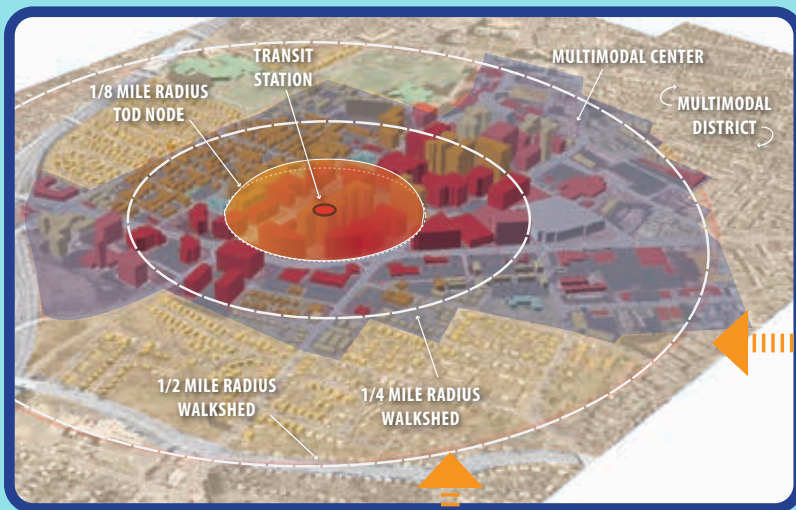 TRANSIT
STATION
MULTIMODAL CENTER
1/8 MILE RADIUS
TOD NODE
MULTIMODAL
DISTRICT
1/2 MILE RADIUS
WALKSHED
1/4 MILE RADIUS
WALKSHED